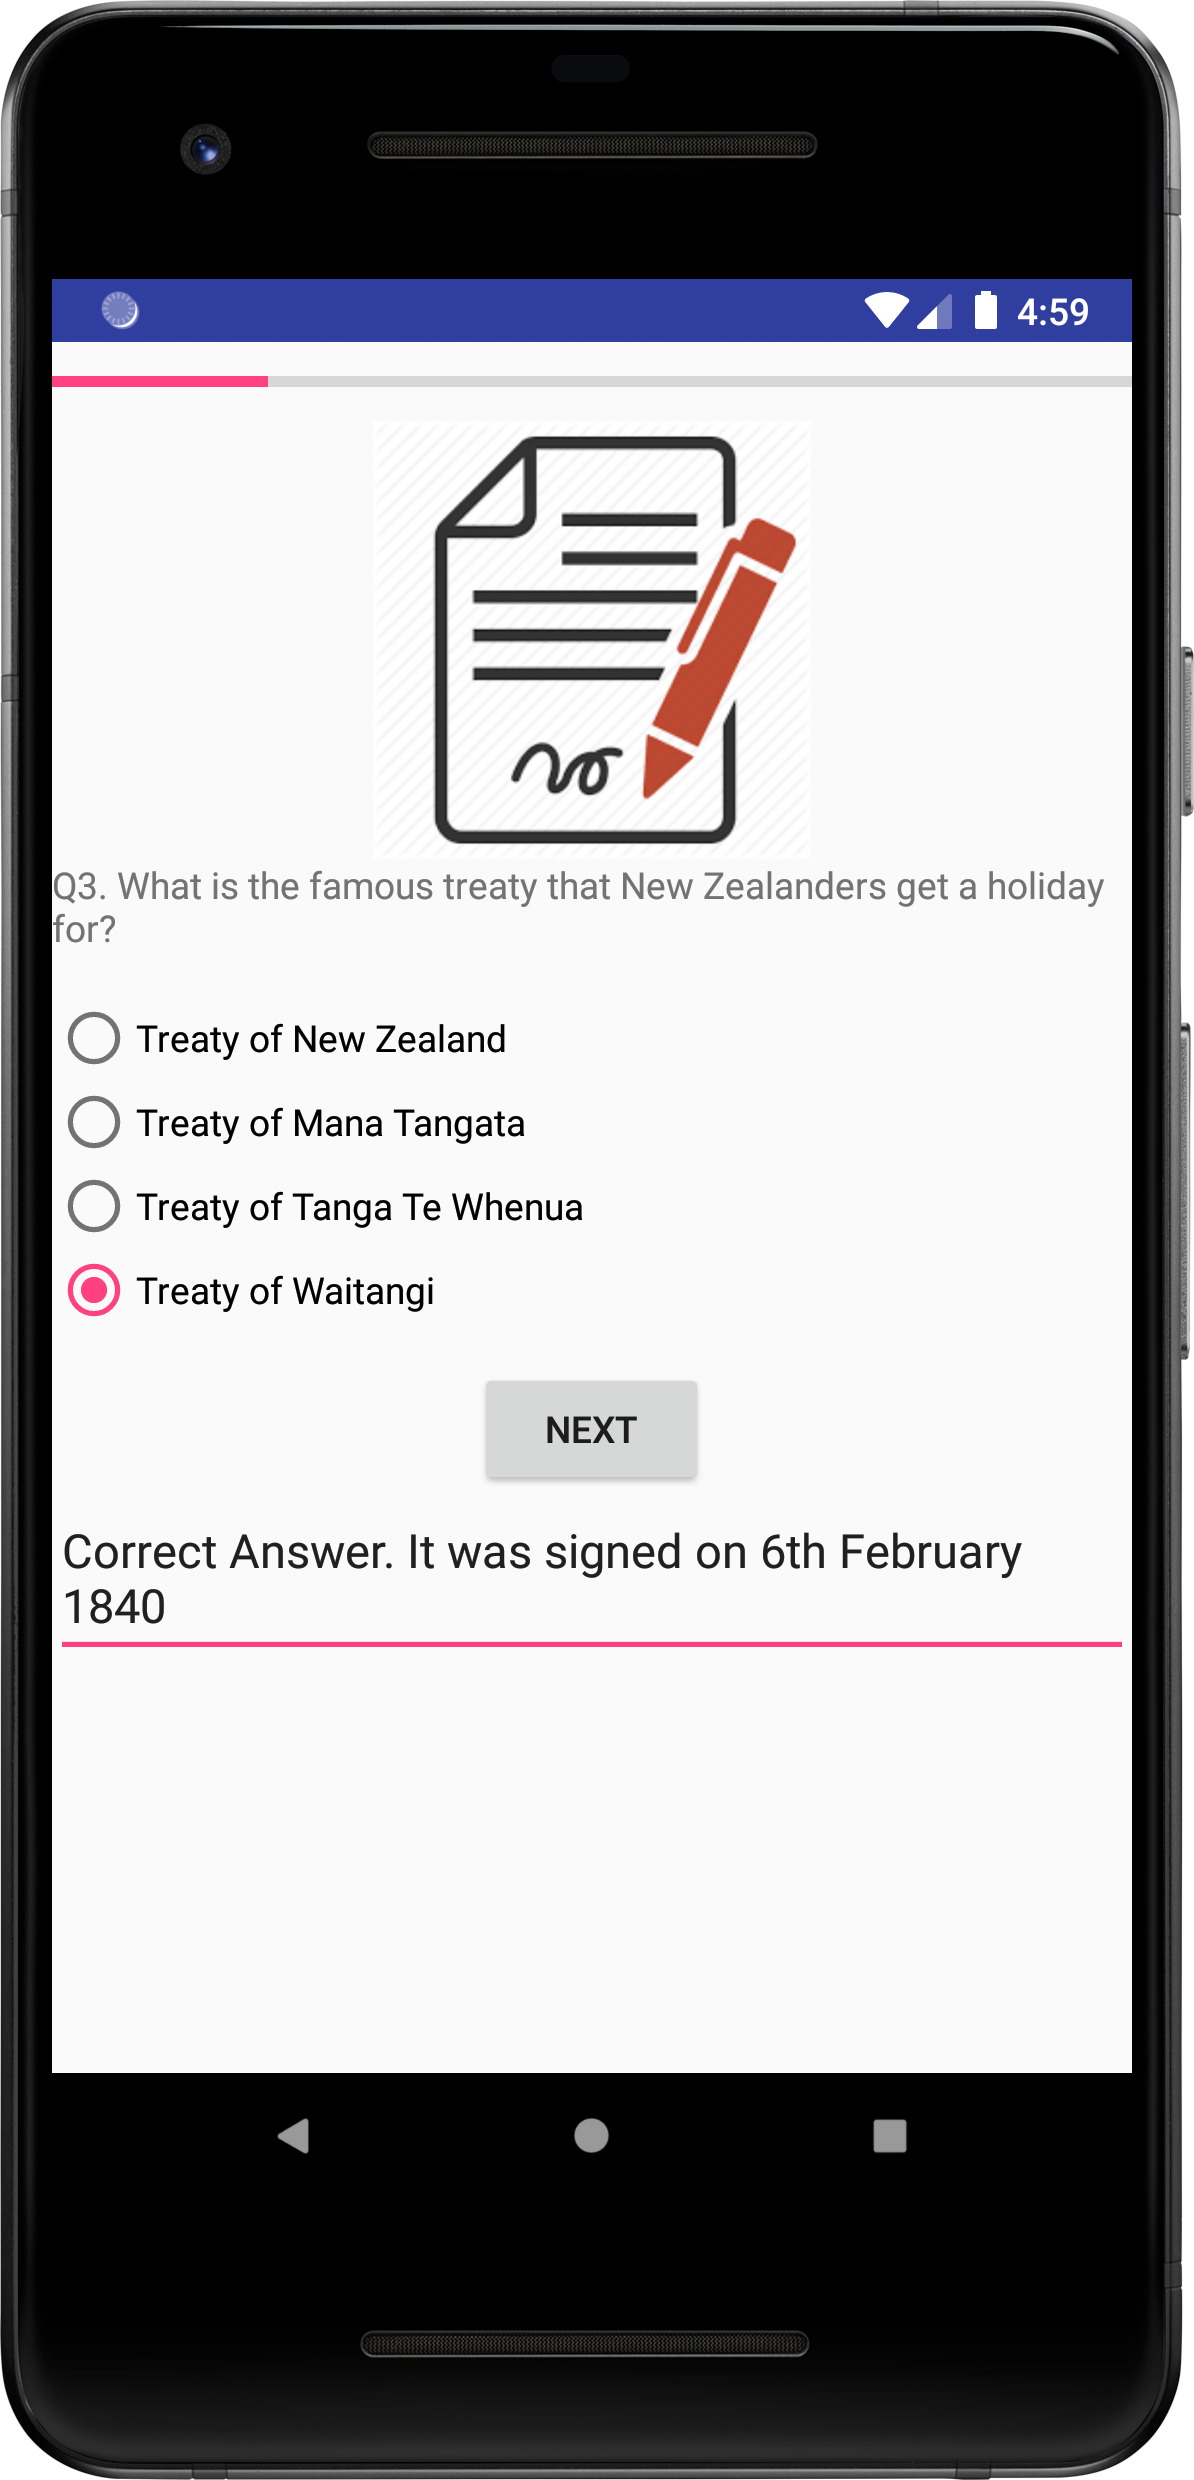 4:59
Q3. What is the famous treaty that New Zealanders get a holiday
for?
Treaty of New Zealand
Treaty of Mana Tangata
Treaty of Tanga Te Whenua
Treaty of Waitangi
NEXT
Correct Answer. It was signed on 6th February
1840